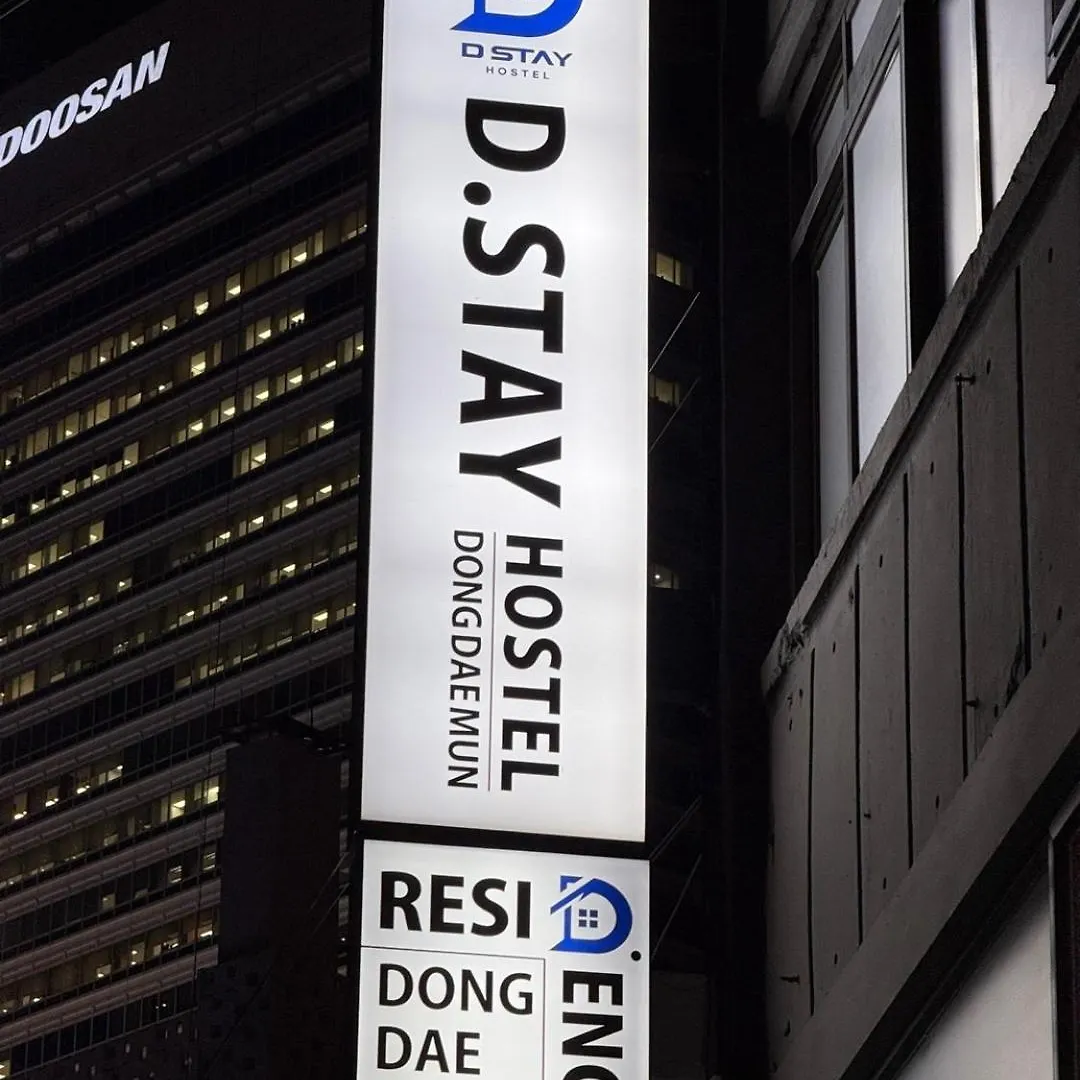 DOOSAN
D STAY
HOSTEL
D.STAY
HOSTEL
DONGDAEMUN
RESI
DONG
DAE